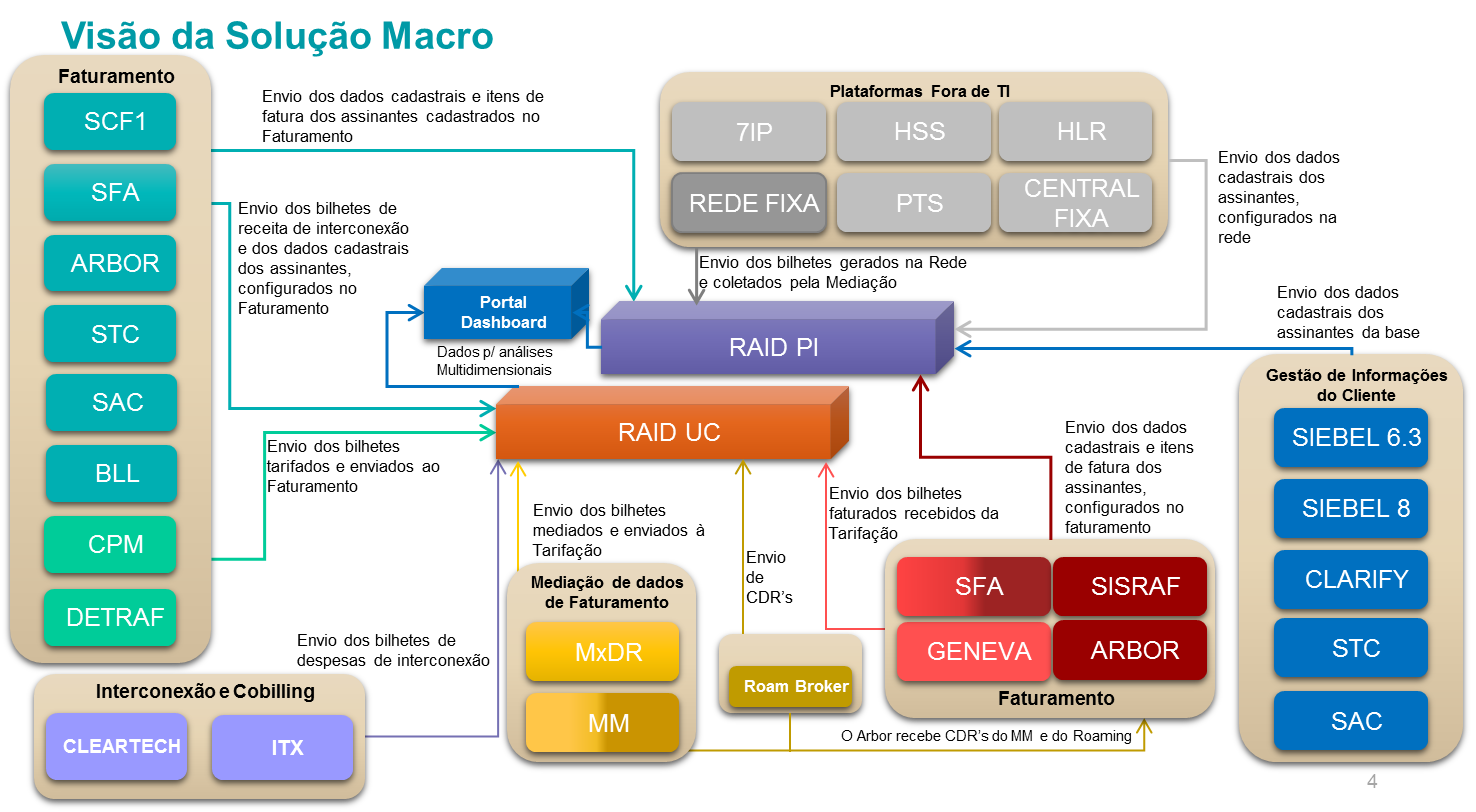 Visão da Solução Macro
Faturamento
SCF1
SFA
ARBOR
STC
SAC
BLL
CPM
DETRAF
Envio dos dados cadastrais e itens de
fatura dos assinantes cadastrados no
Faturamento
Envio dos bilhetes de
receita de interconexão
e dos dados cadastrais
dos assinantes,
configurados no
Faturamento
Plataformas Fora de TI
7IP
HSS
HLR
REDE FIXA
PTS
CENTRAL
FIXA
Envio dos dados
cadastrais dos
assinantes,
configurados na
rede
Envio dos bilhetes gerados na Rede
e coletados pela Mediação
Portal
Dashboard
RAID PI
Dados p/ análises
Multidimensionais
RAID UC
Envio dos dados
cadastrais dos
assinantes da base
Gestão de Informações
do Cliente
SIEBEL 6.3
SIEBEL 8
CLARIFY
STC
SAC
Envio dos bilhetes
tarifados e enviados ao
Faturamento
Envio dos bilhetes
mediados e enviados à
Tarifação
Envio
de
CDR's
Envio dos bilhetes
faturados recebidos da
Tarifação
Envio dos dados
cadastrais e itens
de fatura dos
assinantes,
configurados no
faturamento
Mediação de dados
de Faturamento
MxDR
MM
Roam Broker
SFA
SISRAF
GENEVA
ARBOR
Faturamento
Envio dos bilhetes de
despesas de interconexão
Interconexão e Cobilling
CLEARTECH
ITX
O Arbor recebe CDR's do MM e do Roaming
4